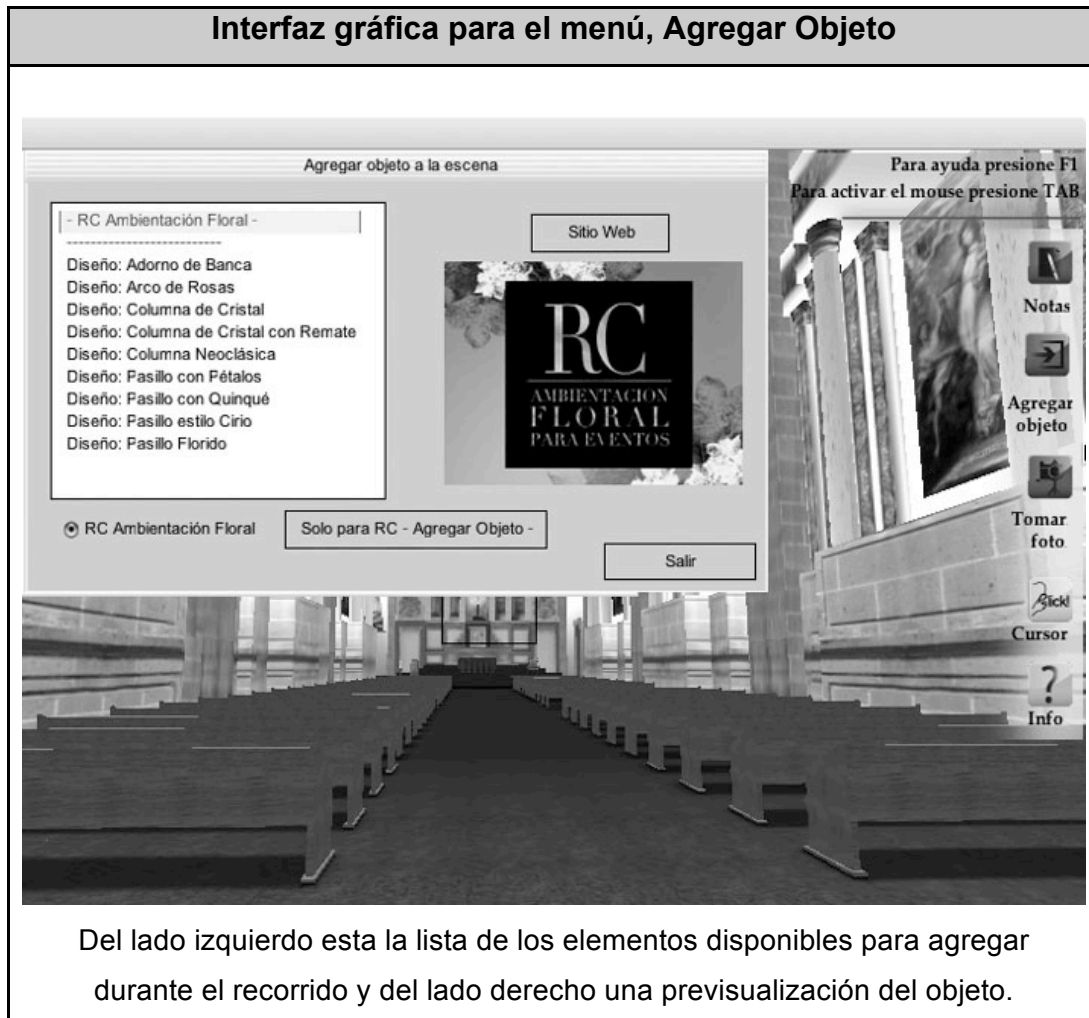 Interfaz gráfica para el menú, Agregar Objeto
Agregar objeto a la escena
- RC Ambientación Floral -
---------------------------
Diseño: Adorno de Banca
Diseño: Arco de Rosas
Diseño: Columna de Cristal
Diseño: Columna de Cristal con Remate
Diseño: Columna Neoclásica
Diseño: Pasillo con Pétalos
Diseño: Pasillo con Quinqué
Diseño: Pasillo estilo Cirio
Diseño: Pasillo Florido
RC Ambientación Floral
Solo para RC - Agregar Objeto -
Sitio Web
RC
AMBIENTACION
FLORAL
PARA EVENTOS
Salir
Para ayuda presione F1
Para activar el mouse presione TAB
Notas
Agregar
objeto
Tomar
foto
Click!
Cursor
?
Info
Del lado izquierdo esta la lista de los elementos disponibles para agregar
durante el recorrido y del lado derecho una previsualización del objeto.